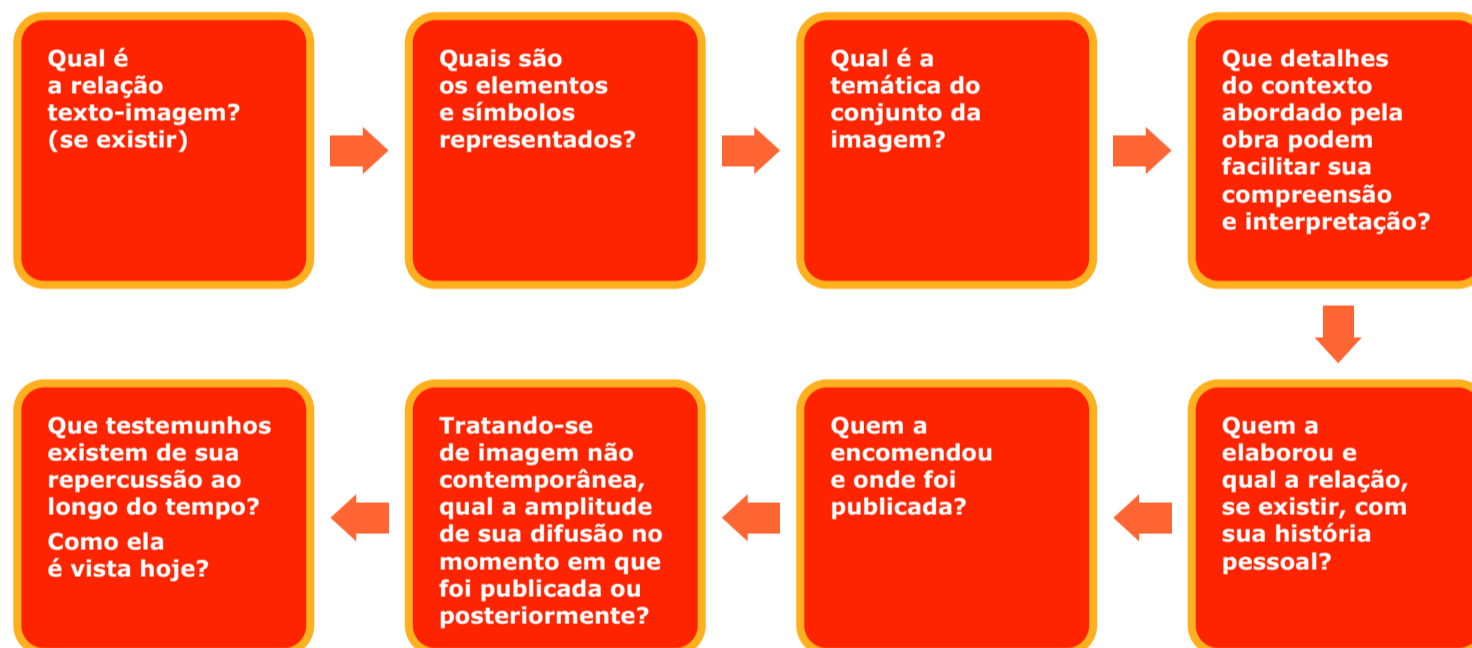 Qual é
a relação
texto-imagem?
(se existir)
Quais são
os elementos
e símbolos
representados?
Qual é a
temática do
conjunto da
imagem?
Que detalhes
do contexto
abordado pela
obra podem
facilitar sua
compreensão
e interpretação?
Quem a
elaborou e
qual a relação,
se existir, com
sua história
pessoal?
Quem a
encomendou
e onde foi
publicada?
Tratando-se
de imagem não
contemporânea,
qual a amplitude
de sua difusão no
momento em que
foi publicada ou
posteriormente?
Que testemunhos
existem de sua
repercussão ao
longo do tempo?
Como ela
é vista hoje?